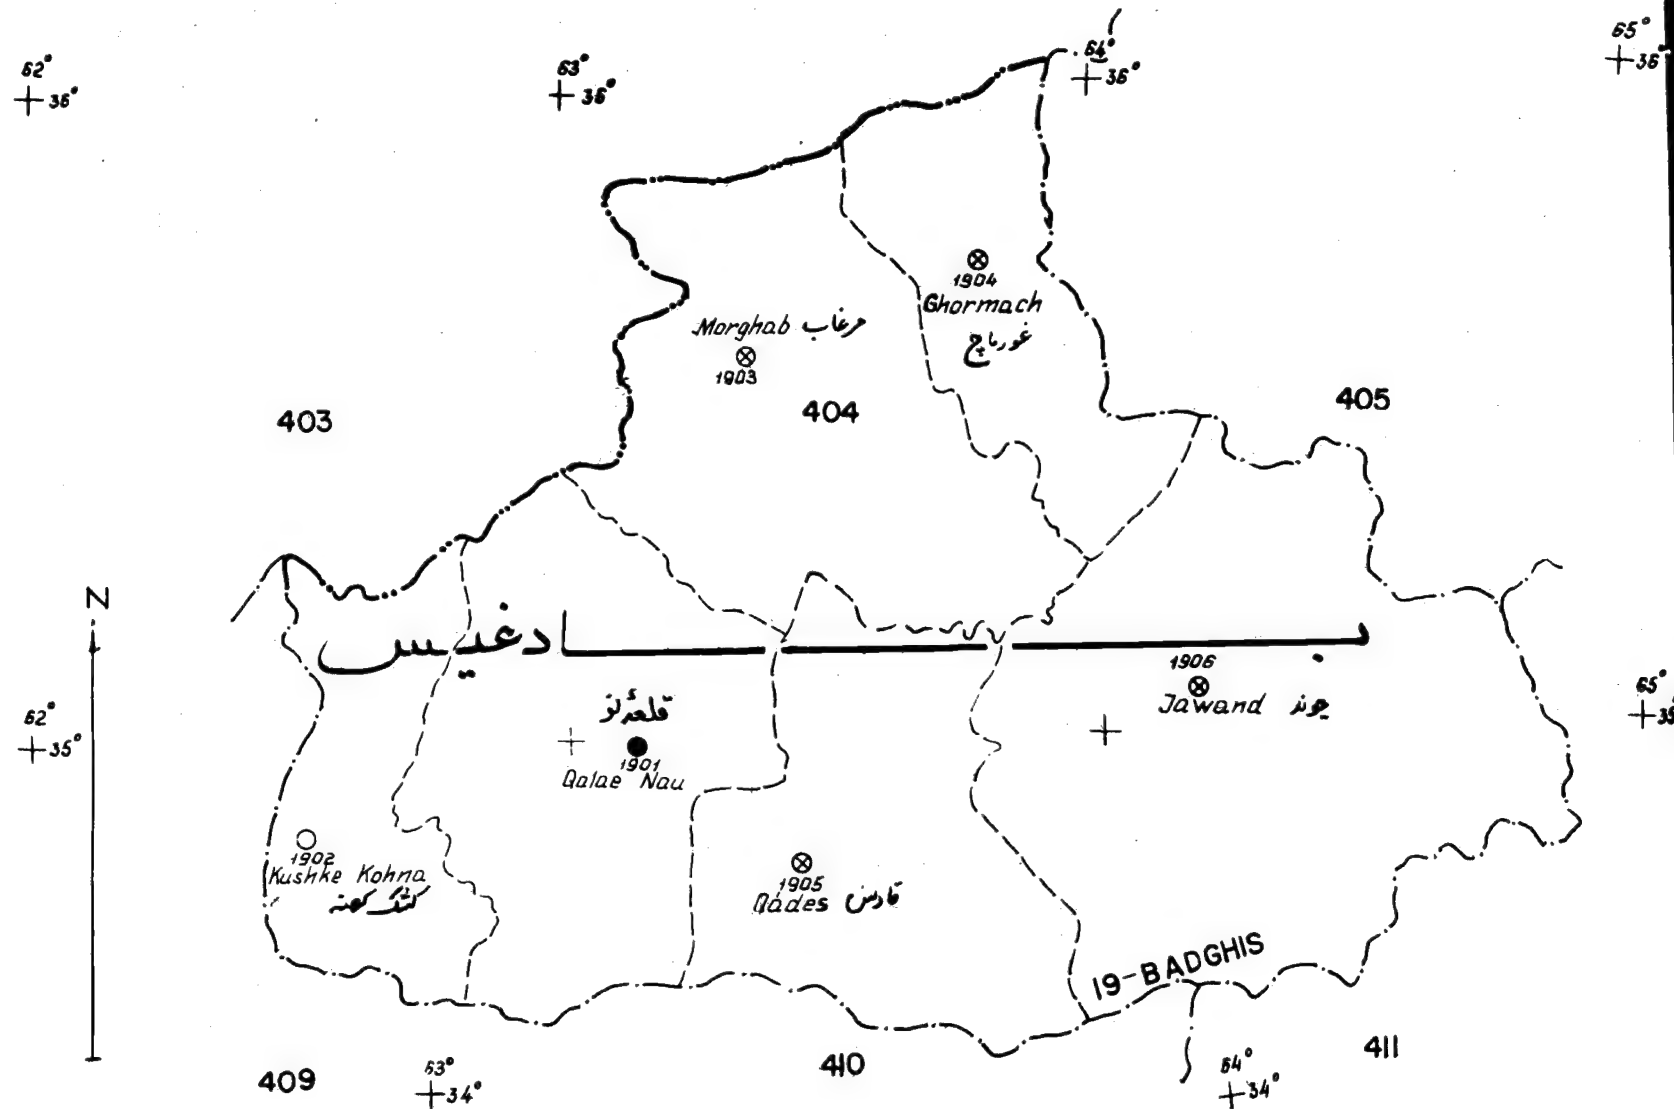 62°
36°
63°
36°
64°
36°
65°
36°
1904
Ghormach
غورماچ
Morghab مرغاب
1903
403
404
405
N
بادغیس
1906
Jawand جوند
62°
35°
65°
35°
قلعهٔ نو
1901
Qalae Nau
1902
Kushke Kohna
کشک کهنه
1905
Qádes قادس
19-BADGHIS
409
63°
34°
410
64°
34°
411